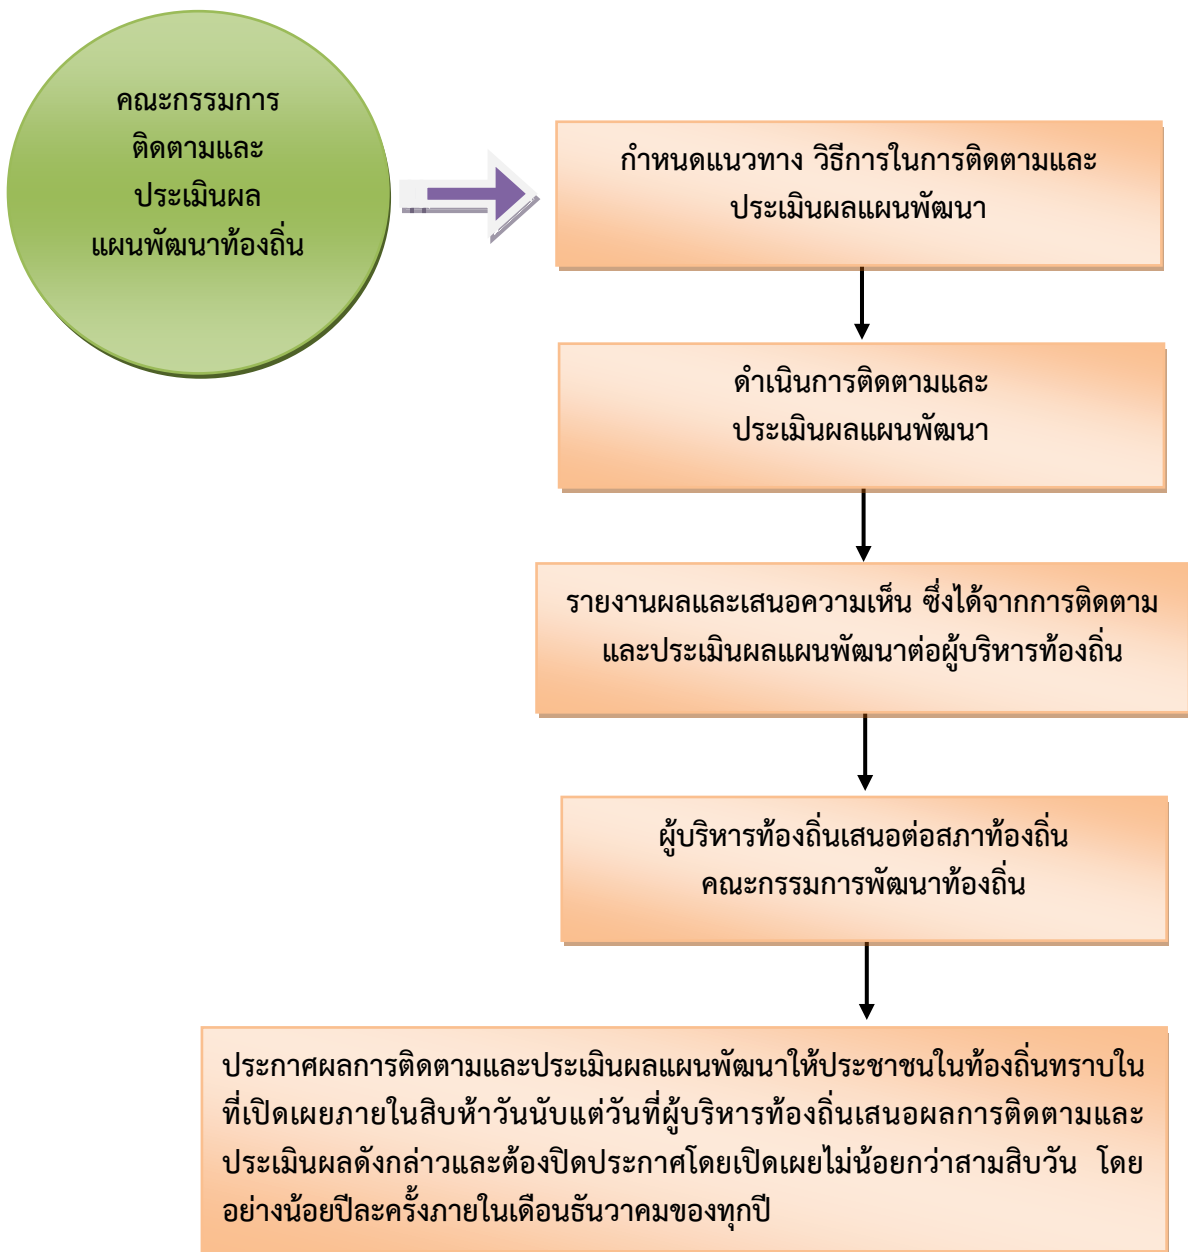 คณะกรรมการ
ติดตามและ
ประเมินผล
แผนพัฒนาท้องถิ่น
กำหนดแนวทาง วิธีการในการติดตามและ
ประเมินผลแผนพัฒนา
ดำเนินการติดตามและ
ประเมินผลแผนพัฒนา
รายงานผลและเสนอความเห็น ซึ่งได้จากการติดตาม
และประเมินผลแผนพัฒนาต่อผู้บริหารท้องถิ่น
ผู้บริหารท้องถิ่นเสนอต่อสภาท้องถิ่น
คณะกรรมการพัฒนาท้องถิ่น
ประกาศผลการติดตามและประเมินผลแผนพัฒนาให้ประชาชนในท้องถิ่นทราบใน
ที่เปิดเผยภายในสิบห้าวันนับแต่วันที่ผู้บริหารท้องถิ่นเสนอผลการติดตามและ
ประเมินผลดังกล่าวและต้องปิดประกาศโดยเปิดเผยไม่น้อยกว่าสามสิบวัน โดย
อย่างน้อยปีละครั้งภายในเดือนธันวาคมของทุกปี